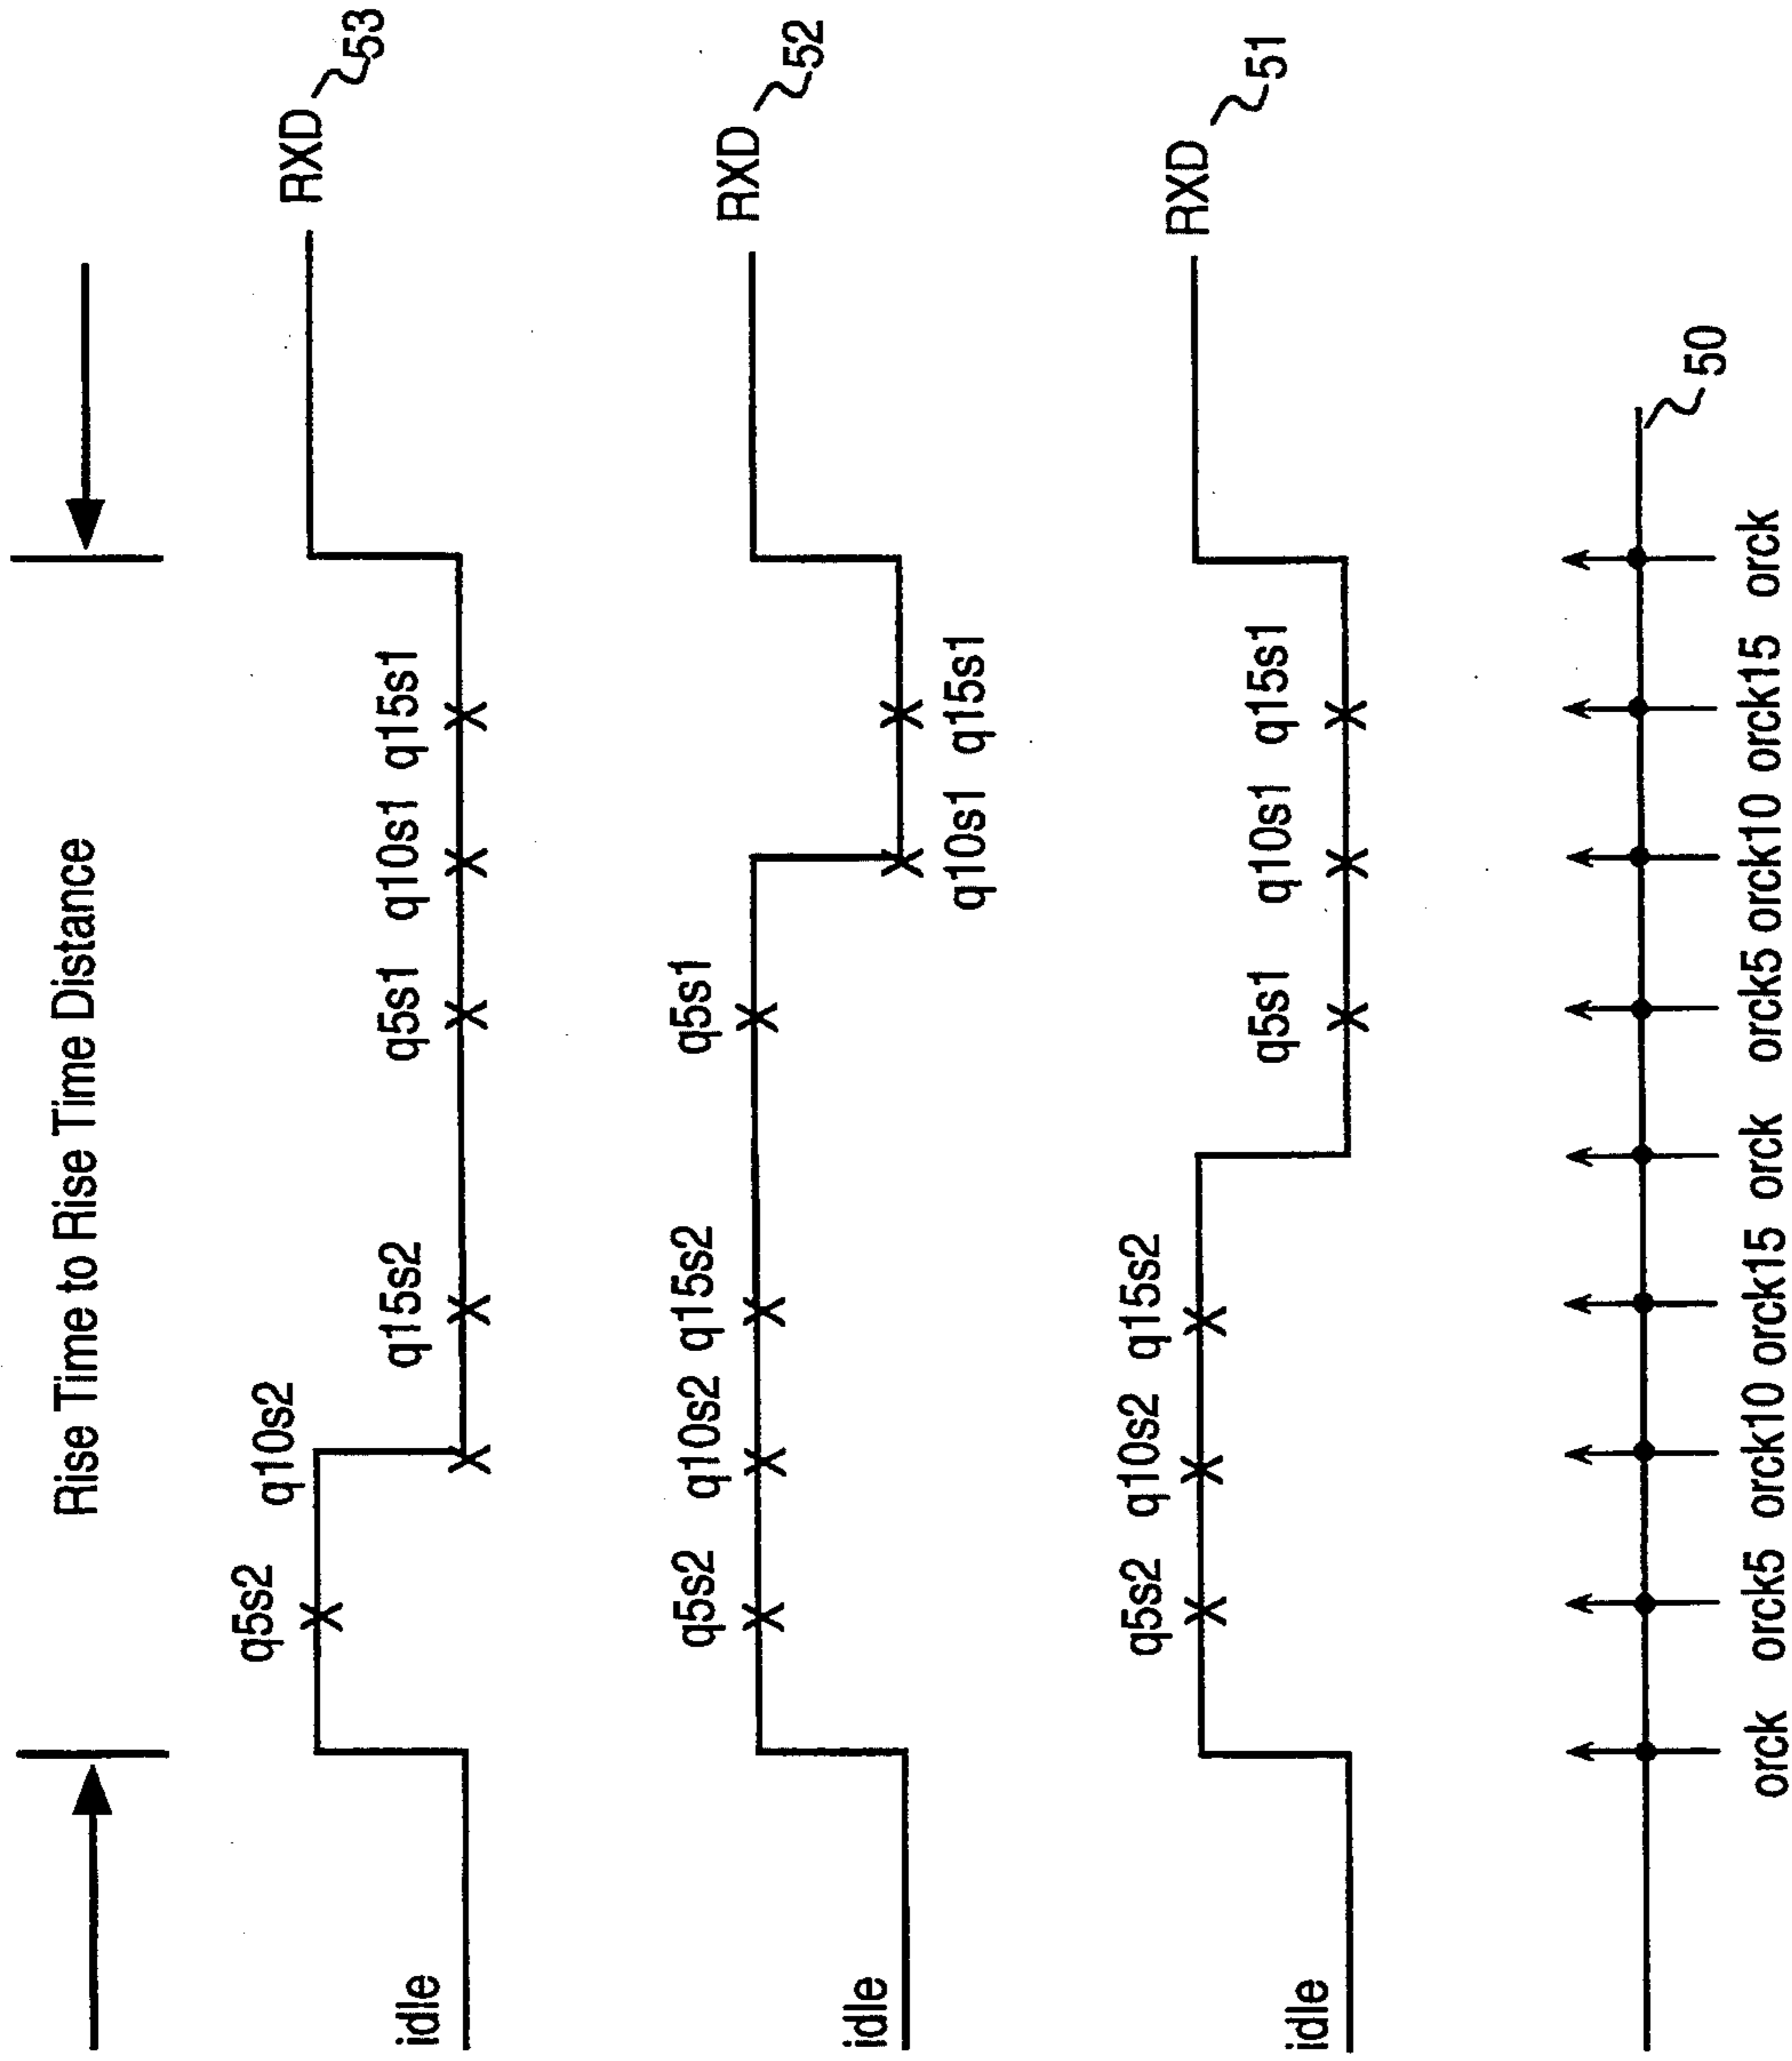 Rise Time to Rise Time Distance
idle q5s2 q10s2 q15s2 q5s1 q10s1 q15s1 RXD 53
idle q5s2 q10s2 q15s2 q5s1 q10s1 q15s1 RXD 52
idle q5s2 q10s2 q15s2 q5s1 q10s1 q15s1 RXD 51
50
orck orck5 orck10 orck15 orck orck5 orck10 orck15 orck